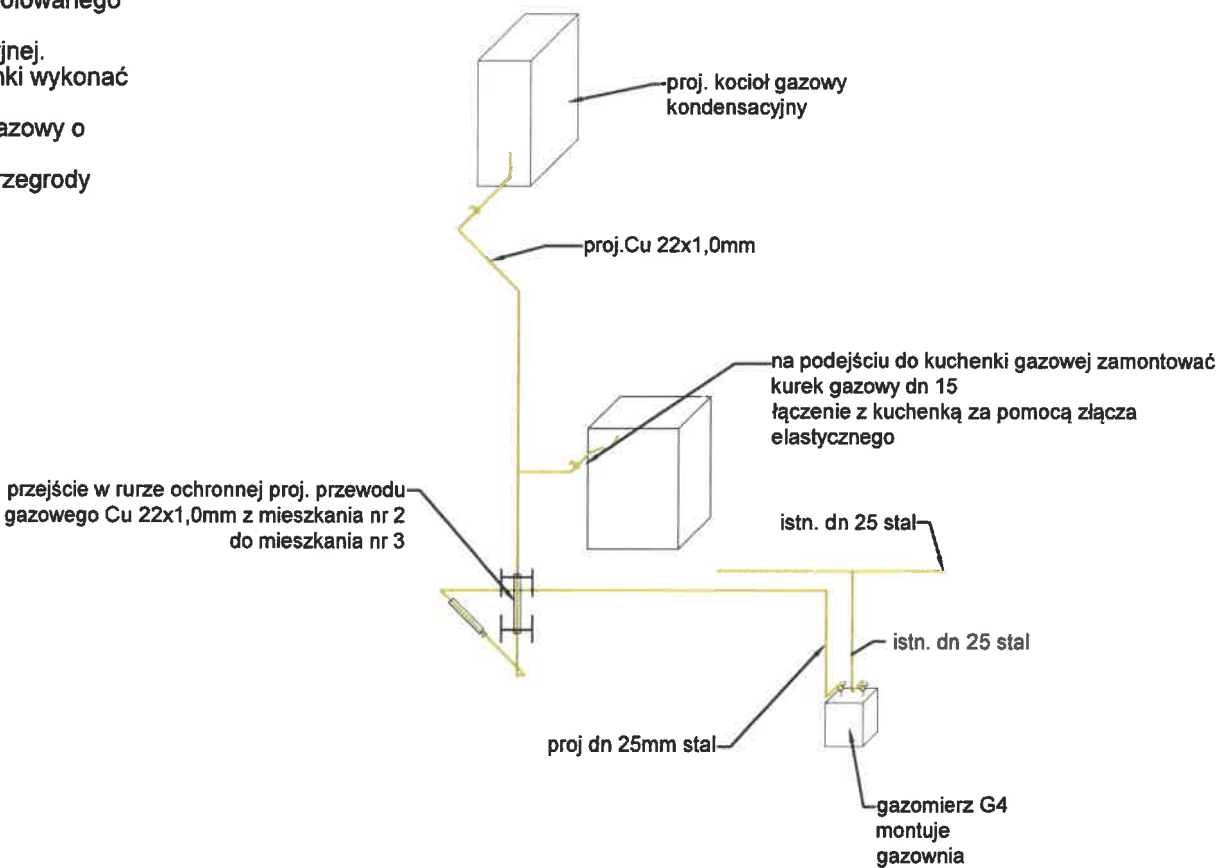 yjnej.
nki wykonać
azowy o
rzegrody
proj. kocioł gazowy
kondensacyjny
proj.Cu 22x1,0mm
na podejściu do kuchenki gazowej zamontować
kurek gazowy dn 15
łączenie z kuchenką za pomocą złącza
elastycznego
przejście w rurze ochronnej proj. przewodu
gazowego Cu 22x1,0mm z mieszkania nr 2
do mieszkania nr 3
istn. dn 25 stal
istn. dn 25 stal
proj dn 25mm stal
gazomierz G4
montuje
gazownia